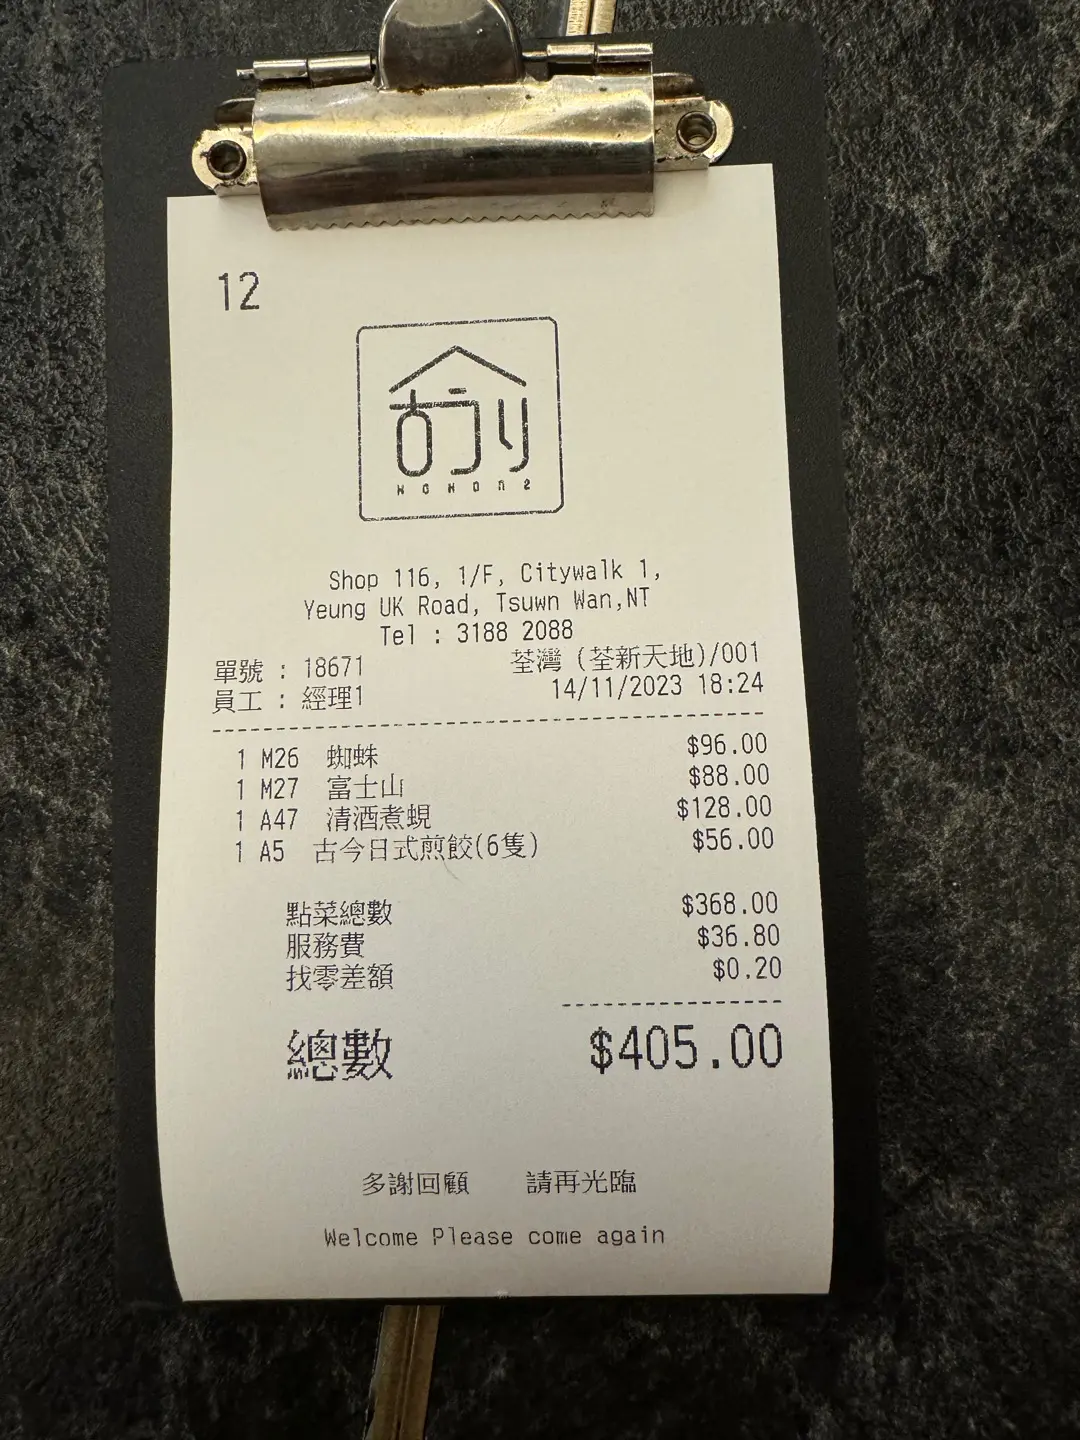 12
Shop 116, 1/F, Citywalk 1,
Yeung UK Road, Tsuwn Wan,NT
Tel : 3188 2088
單號 : 18671 荃灣 (荃新天地)/001
員工 : 經理1 14/11/2023 18:24
1 M26 蜘蛛 $96.00
1 M27 富士山 $88.00
1 A47 清酒煮蜆 $128.00
1 A5 古今日式煎餃(6隻) $56.00
點菜總數 $368.00
服務費 $36.80
找零差額 $0.20
總數 $405.00
多謝回顧 請再光臨
Welcome Please come again